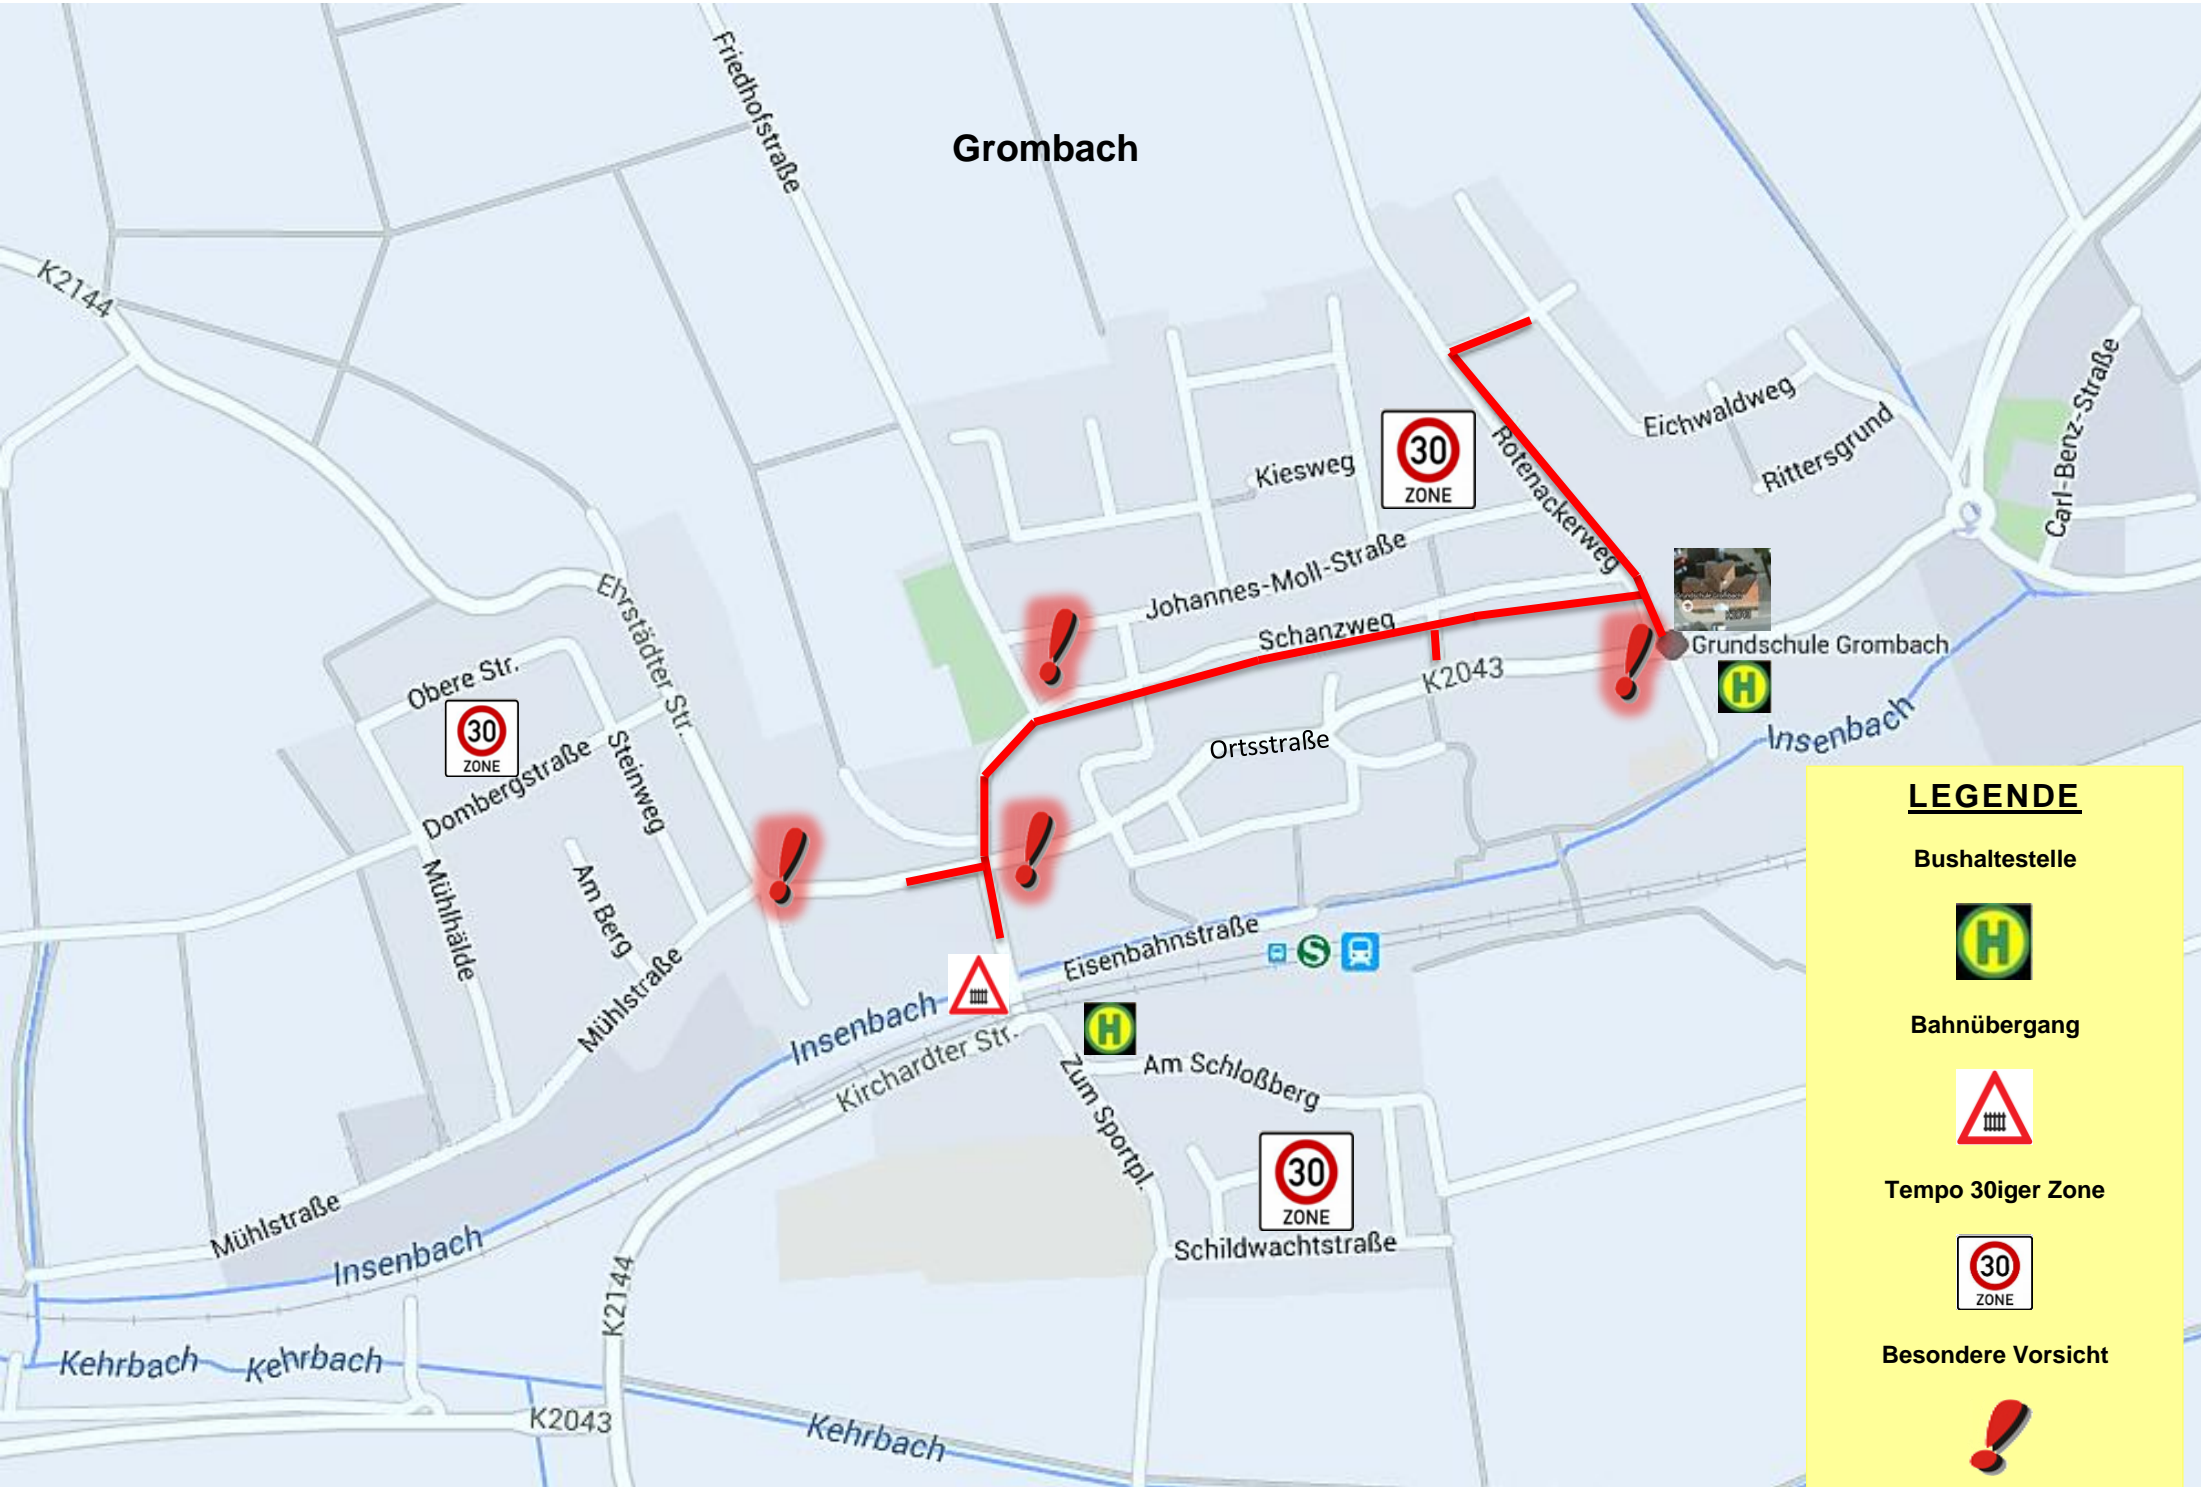 Friedhofstraße
Grombach
K2144
Eichwaldweg
Rittersgrund
Carl-Benz-Straße
30
ZONE
Kiesweg
Rotenackerweg
Johannes-Moll-Straße
Schanzweg
Ehrstädter Str.
Grundschule Grombach
H
K2043
Obere Str.
30
ZONE
Dombergstraße
Steinweg
Ortsstraße
Insenbach
Mühlhälde
Am Berg
Mühlstraße
Eisenbahnstraße
S
Insenbach
Kirchardter Str.
H
Zum Sportpl.
Am Schloßberg
30
ZONE
Schildwachtstraße
Mühlstraße
Insenbach
K2144
Kehrbach
Kehrbach
K2043
Kehrbach
LEGENDE
Bushaltestelle
H
Bahnübergang
Tempo 30iger Zone
30
ZONE
Besondere Vorsicht